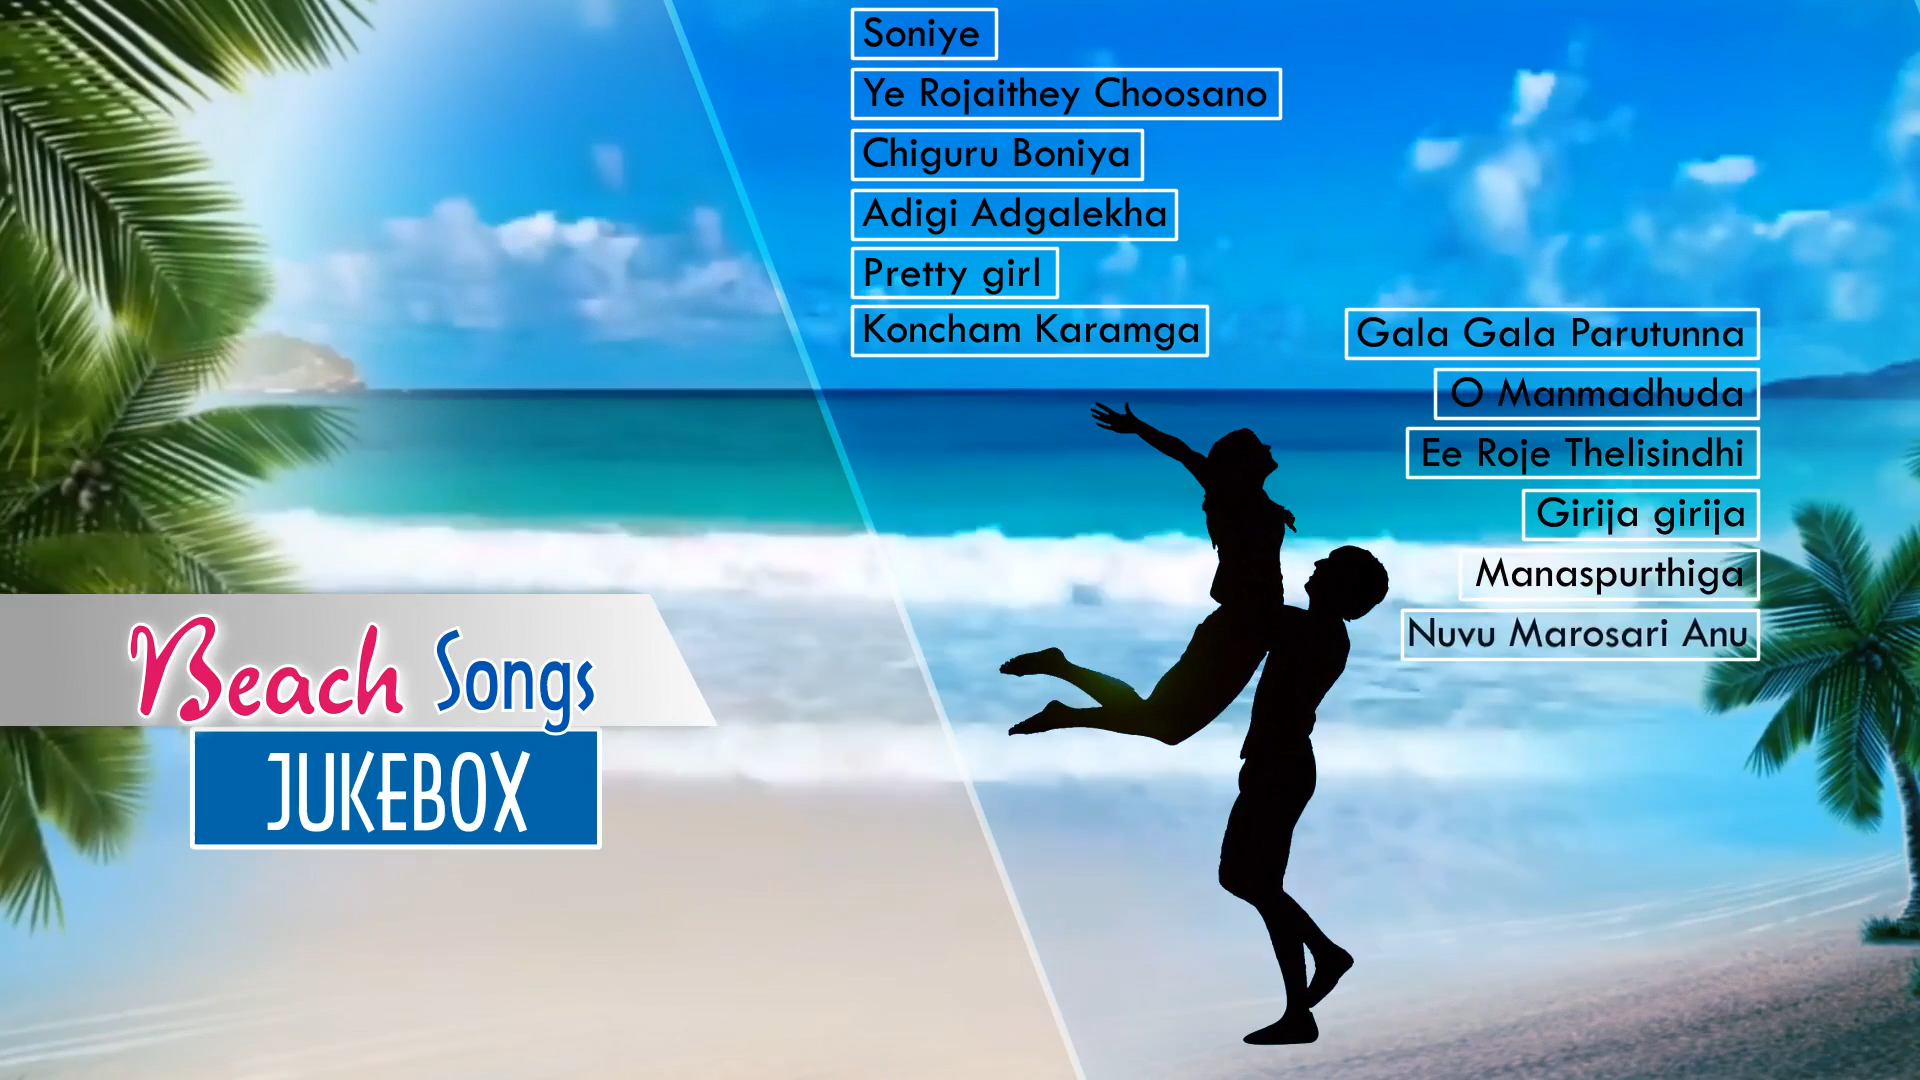 Soniye
Ye Rojaithey Choosano
Chiguru Boniya
Adigi Adgalekha
Pretty girl
Koncham Karamga
Gala Gala Parutunna
O Manmadhuda
Ee Roje Thelisindhi
Girija girija
Manaspurthiga
Nuvu Marosari Anu
Beach Songs
JUKEBOX